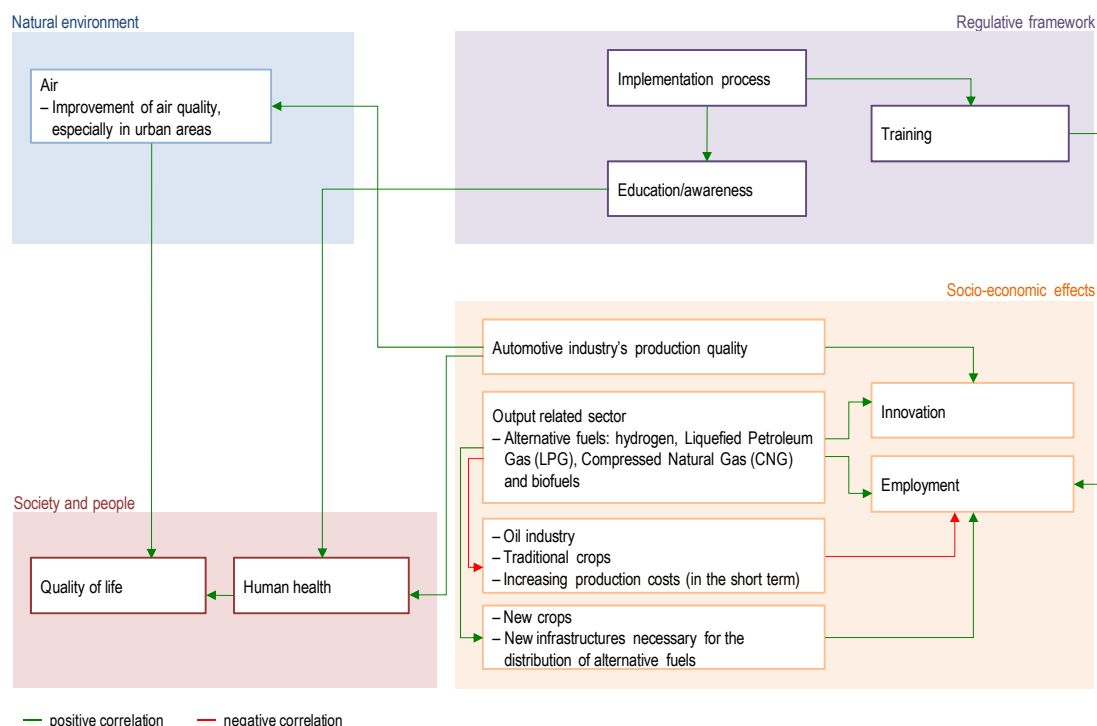 Natural environment
Regulative framework
Air
– Improvement of air quality,
especially in urban areas
Implementation process
Training
Education/awareness
Socio-economic effects
Automotive industry's production quality
Innovation
Output related sector
– Alternative fuels: hydrogen, Liquefied Petroleum
Gas (LPG), Compressed Natural Gas (CNG)
and biofuels
Employment
Society and people
– Oil industry
– Traditional crops
– Increasing production costs (in the short term)
Quality of life
Human health
– New crops
– New infrastructures necessary for the
distribution of alternative fuels
positive correlation
negative correlation